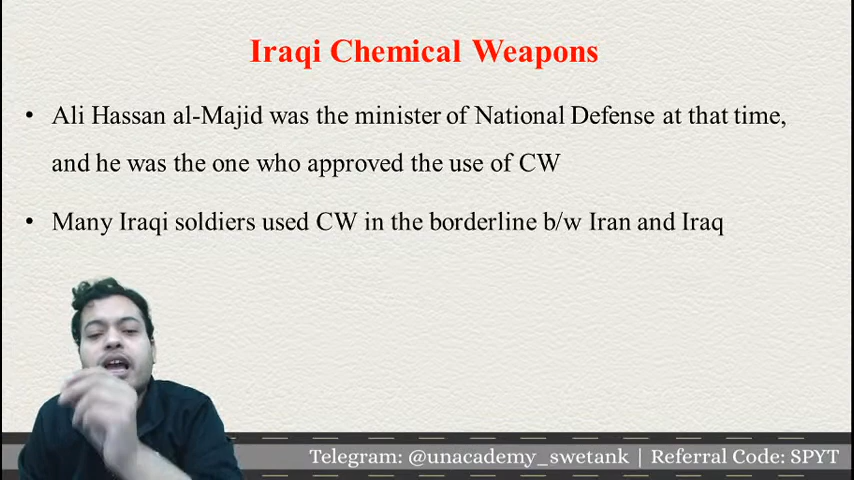 Iraqi Chemical Weapons
• Ali Hassan al-Majid was the minister of National Defense at that time,
and he was the one who approved the use of CW
• Many Iraqi soldiers used CW in the borderline b/w Iran and Iraq
Telegram: @unacademy_swetank | Referral Code: SPYT